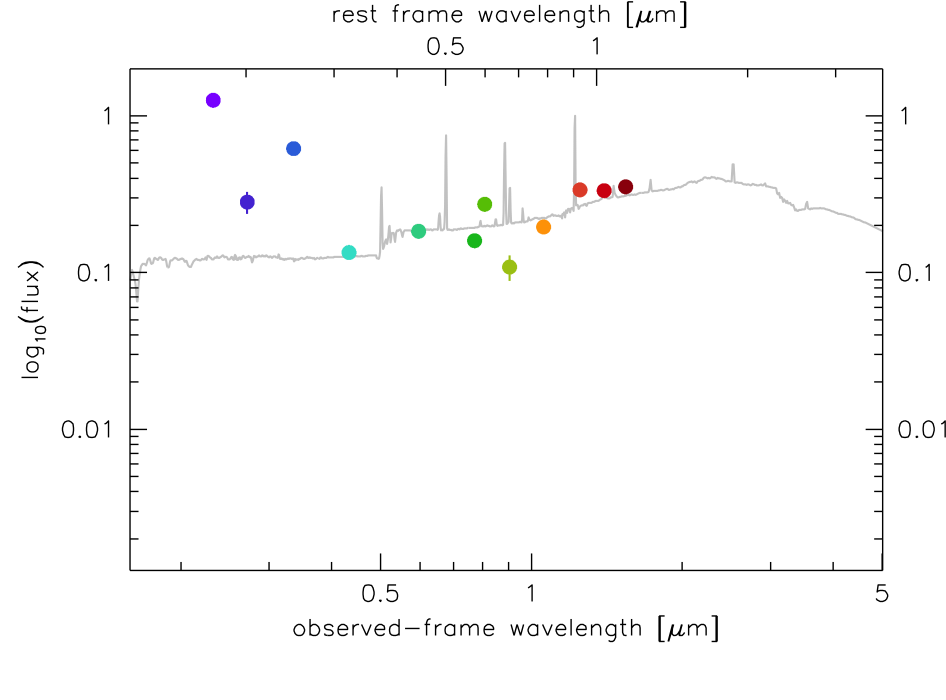 rest frame wavelength [μm]
0.5 1
1 1
0.1 0.1
0.01 0.01
log10(flux)
0.5 1 5
observed-frame wavelength [μm]